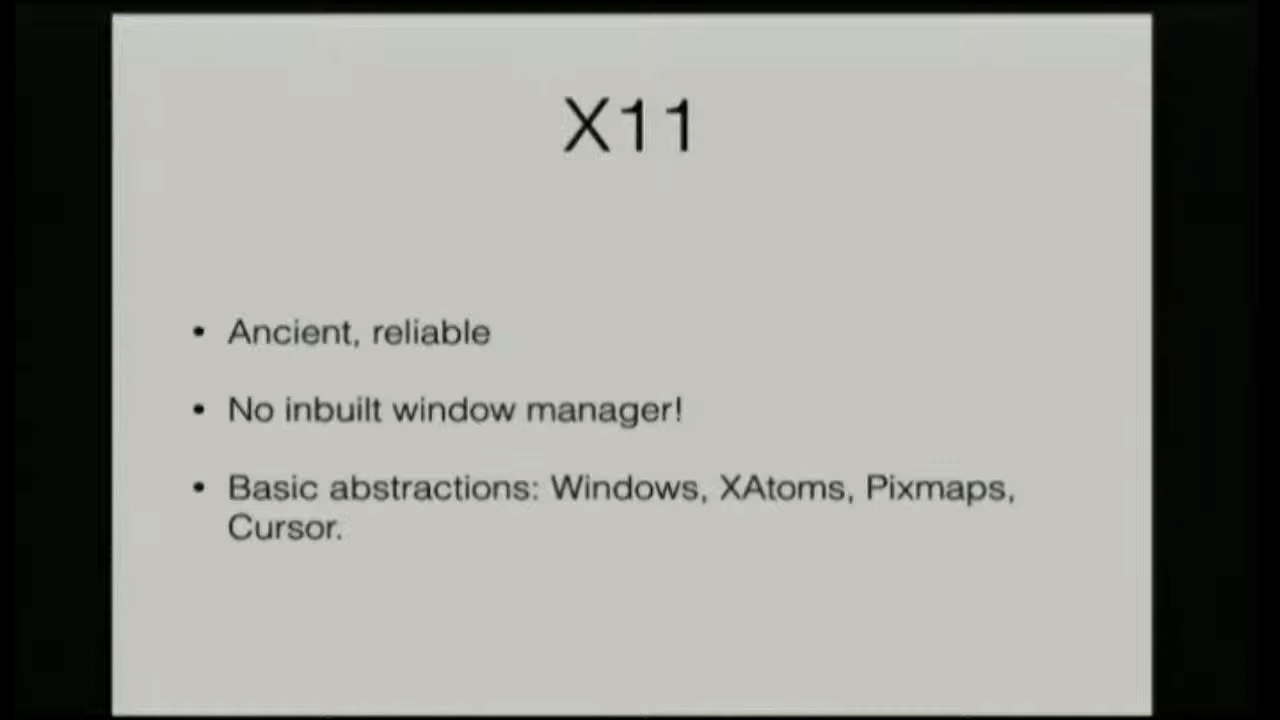 X11
• Ancient, reliable
• No inbuilt window manager!
• Basic abstractions: Windows, XAtoms, Pixmaps,
Cursor.